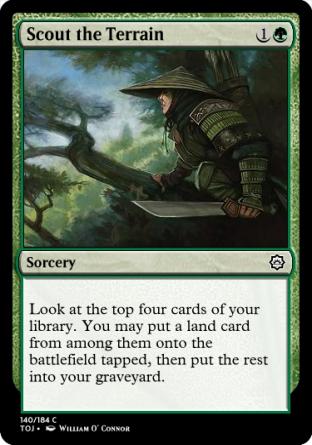 Scout the Terrain 1
Sorcery
Look at the top four cards of your
library. You may put a land card
from among them onto the
battlefield tapped, then put the rest
into your graveyard.
140/184 C
TOJ • William O' Connor